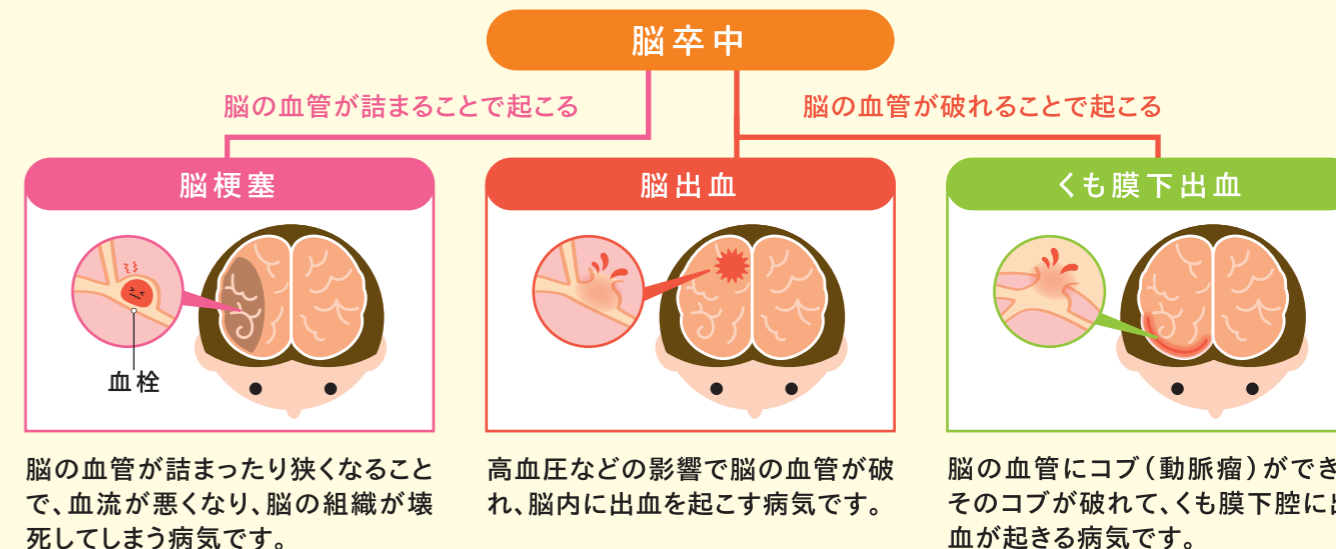 脳卒中
脳の血管が詰まることで起こる
脳の血管が破れることで起こる
脳梗塞
血栓
脳の血管が詰まったり狭くなること
で、血流が悪くなり、脳の組織が壊
死してしまう病気です。
脳出血
高血圧などの影響で脳の血管が破
れ、脳内に出血を起こす病気です。
くも膜下出血
脳の血管にコブ（動脈瘤）ができ
そのコブが破れて、くも膜下腔に
血が起きる病気です。